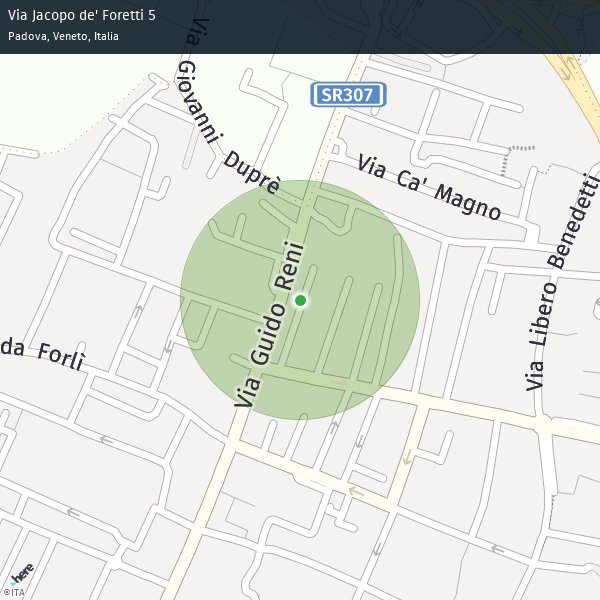 Via Jacopo de' Foretti 5
Padova, Veneto, Italia
Via Giovanni Duprè
SR307
Via Ca' Magno
Via Libero Benedetti
Via Guido Reni
da Forlì
here
©ITA